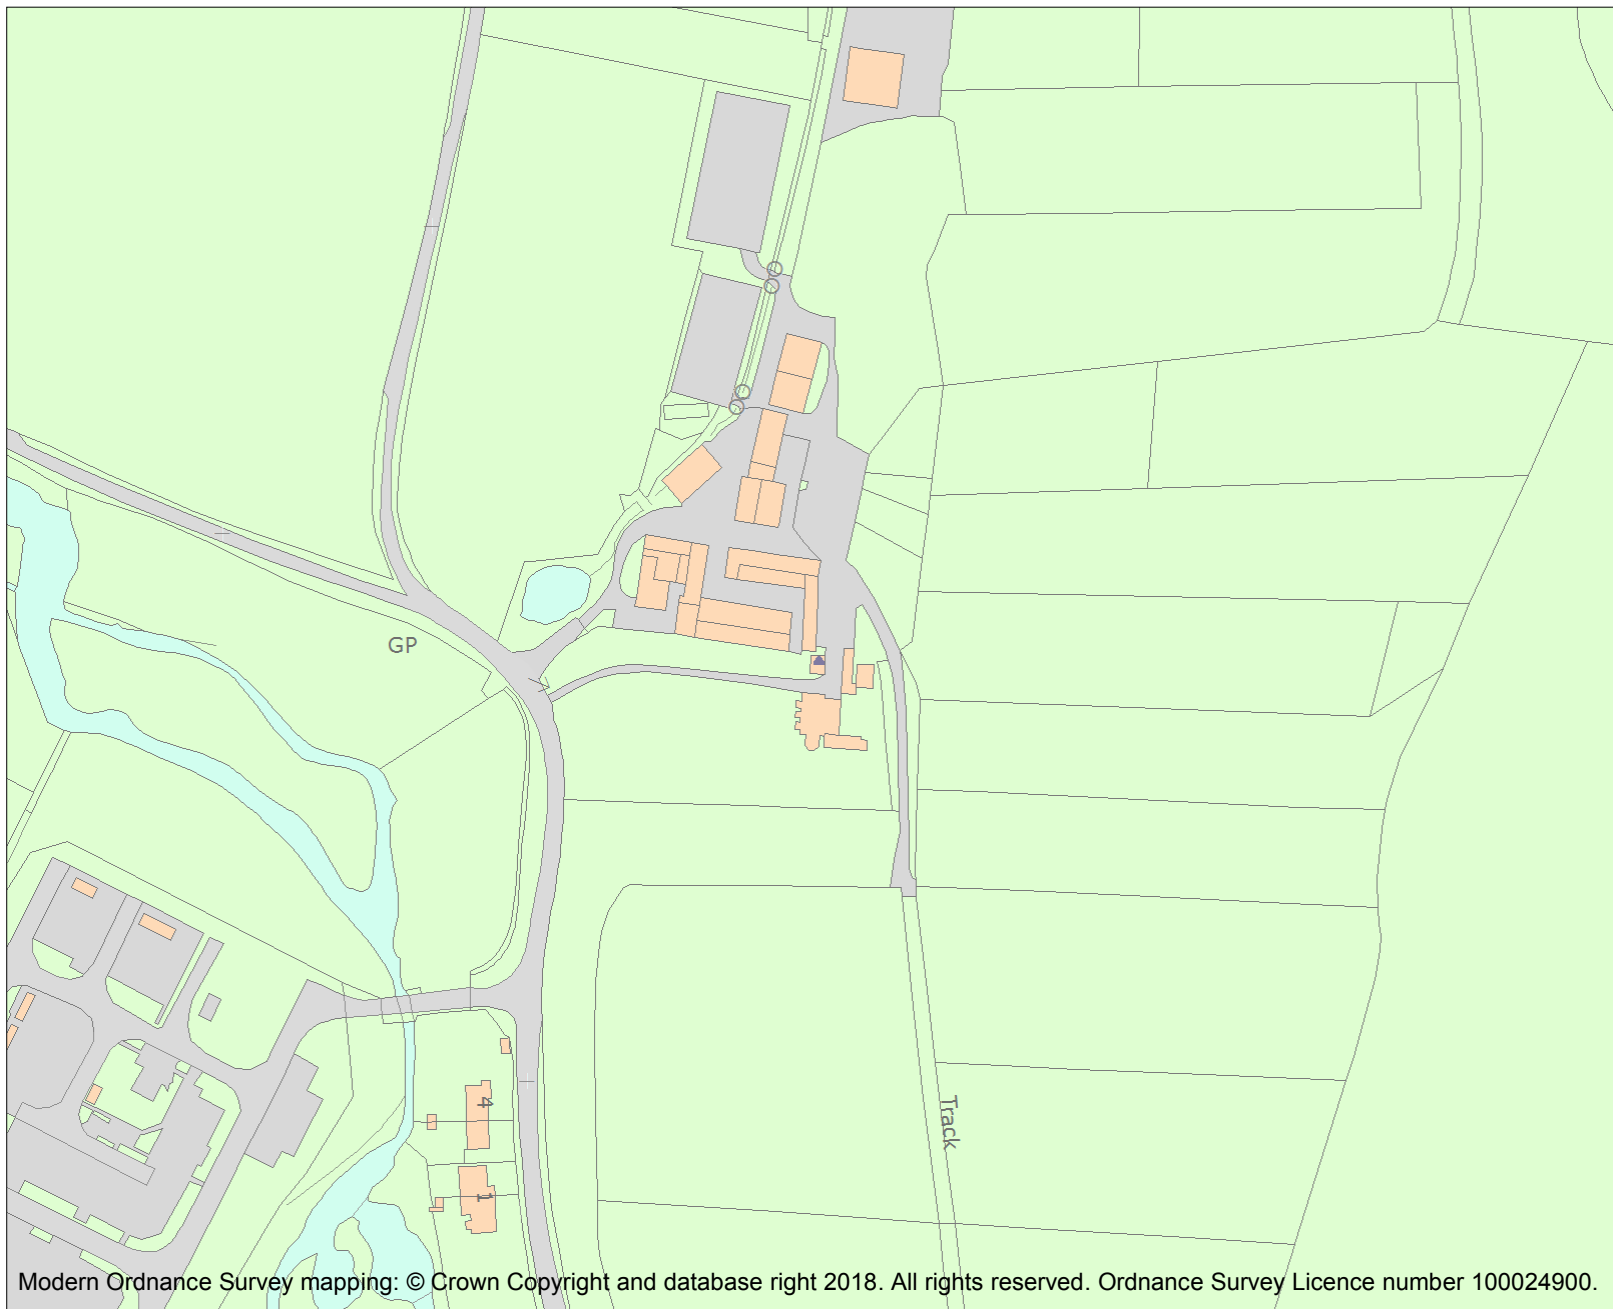 GP
Track
4
1
Modern Ordnance Survey mapping: © Crown Copyright and database right 2018. All rights reserved. Ordnance Survey Licence number 100024900.